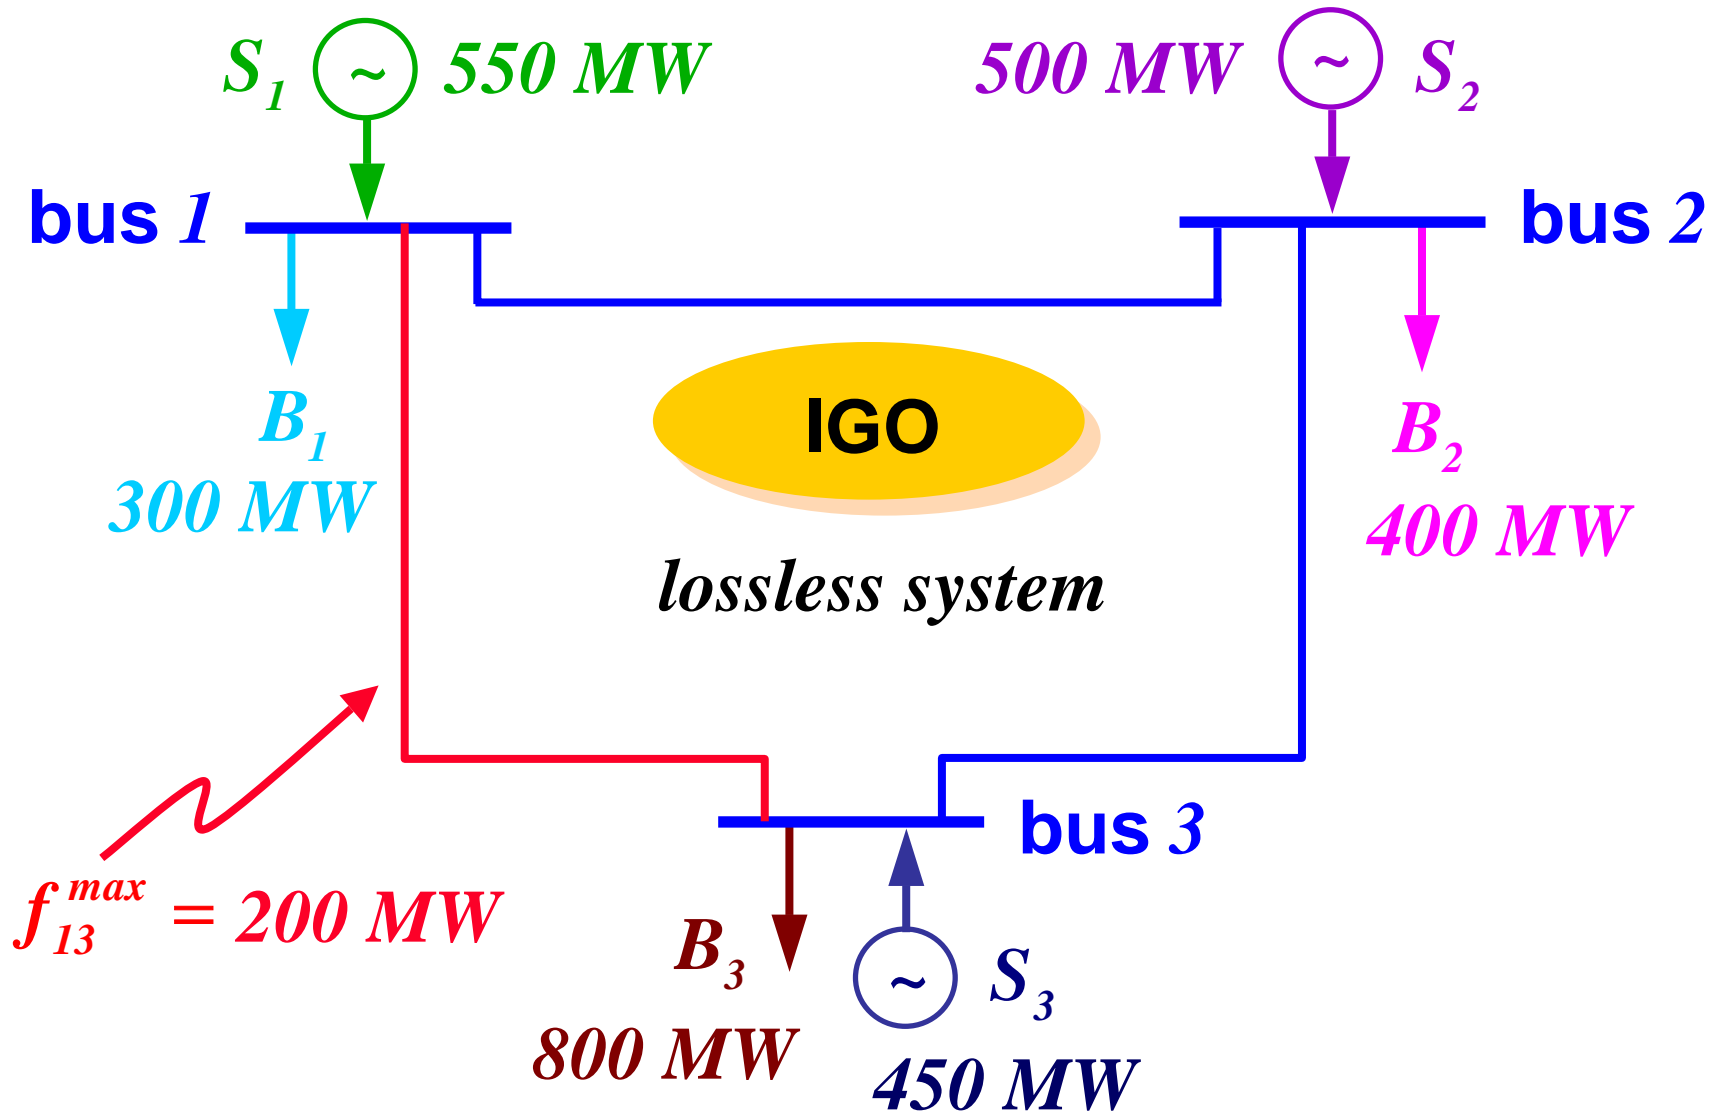 S1 ~ 550 MW
500 MW ~ S2
bus 1
bus 2
B1
300 MW
IGO
B2
400 MW
lossless system
bus 3
f13max = 200 MW
B3
800 MW
~ S3
450 MW